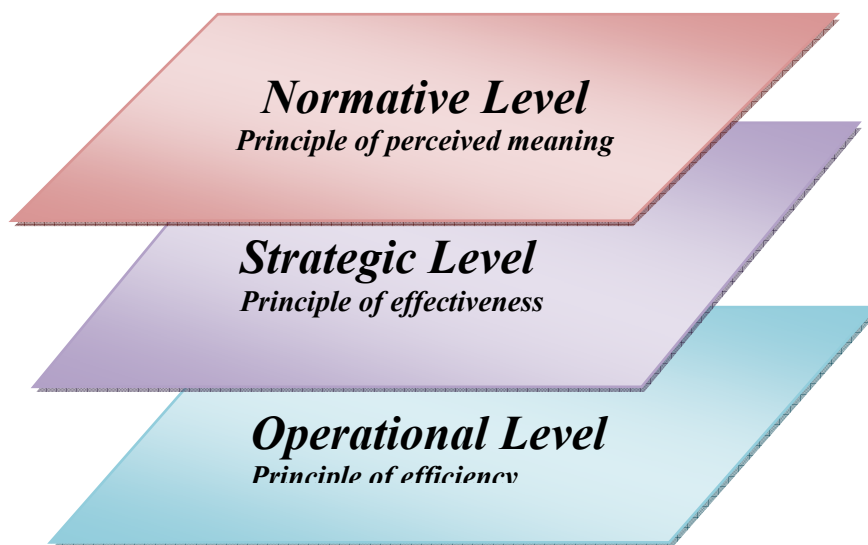 Normative Level
Principle of perceived meaning
Strategic Level
Principle of effectiveness
Operational Level
Principle of efficiency